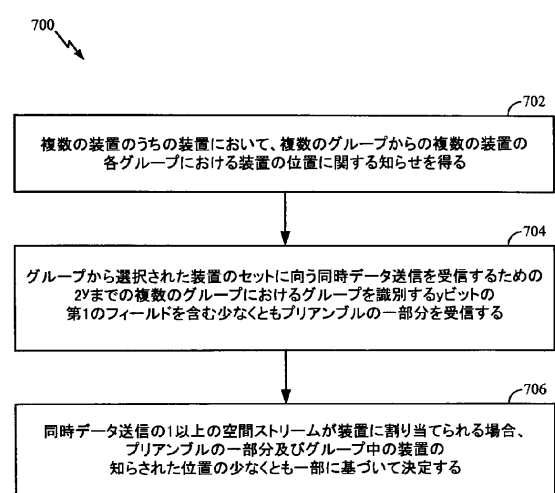 700
702
複数の装置のうちの装置において、複数のグループからの複数の装置の
各グループにおける装置の位置に関する知らせを得る
704
グループから選択された装置のセットに向う同時データ送信を受信するための
2yまでの複数のグループにおけるグループを識別するyビットの
第1のフィールドを含む少なくともプリアンブルの一部分を受信する
706
同時データ送信の1以上の空間ストリームが装置に割り当てられる場合、
プリアンブルの一部分及びグループ中の装置の
知らされた位置の少なくとも一部に基づいて決定する